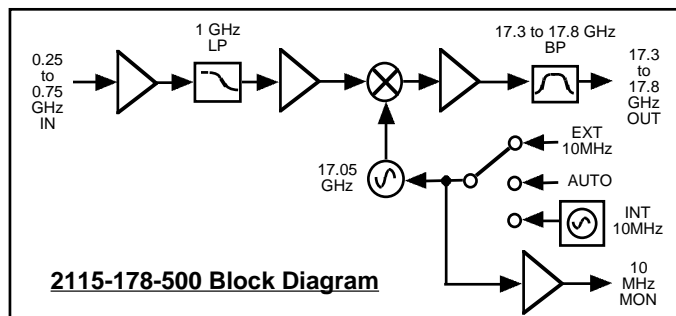 1 GHz
LP
17.3 to 17.8 GHz
BP
0.25
to
0.75
GHz
IN
17.3
to
17.8
GHz
OUT
17.05
GHz
EXT
10MHz
AUTO
INT
10MHz
2115-178-500 Block Diagram
10
MHz
MON